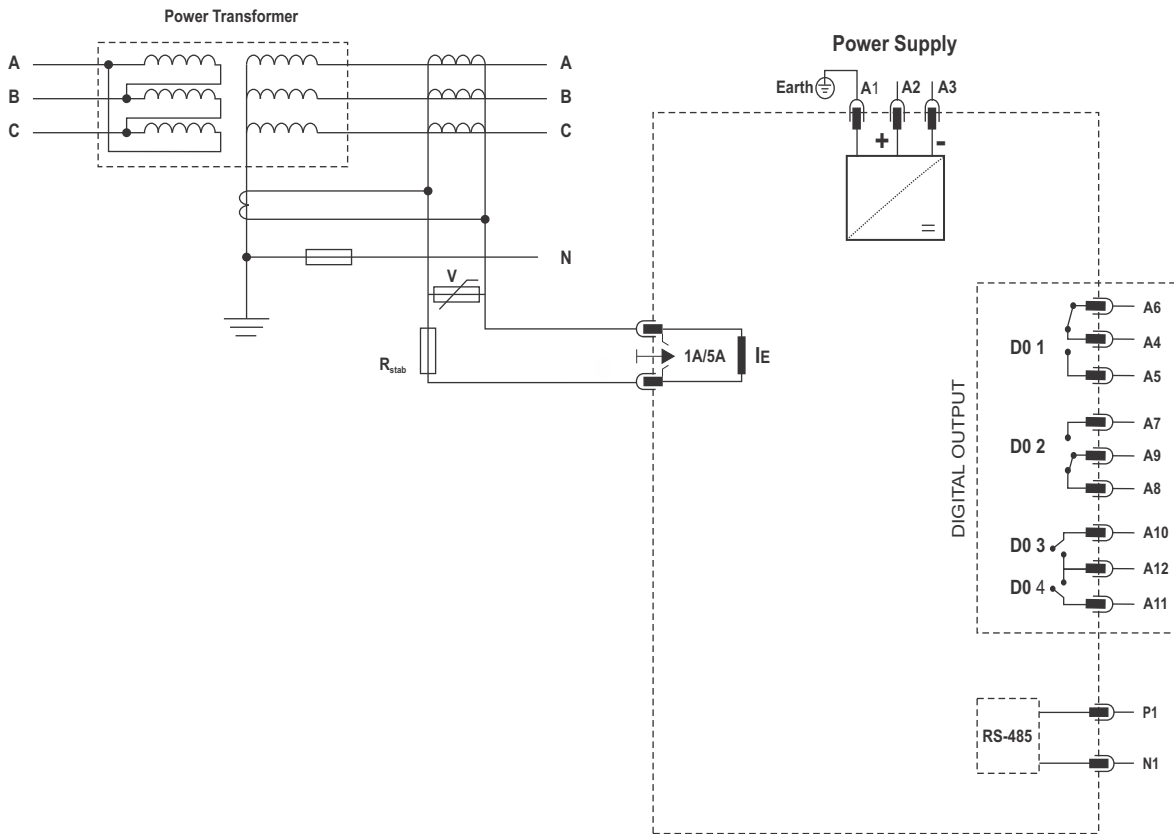 Power Transformer
A
B
C
A
B
C
N
V
Rstab
Power Supply
Earth
A1
A2
A3
+
-
1A/5A
IE
DIGITAL OUTPUT
D0 1
D0 2
D0 3
D0 4
A6
A4
A5
A7
A9
A8
A10
A12
A11
RS-485
P1
N1